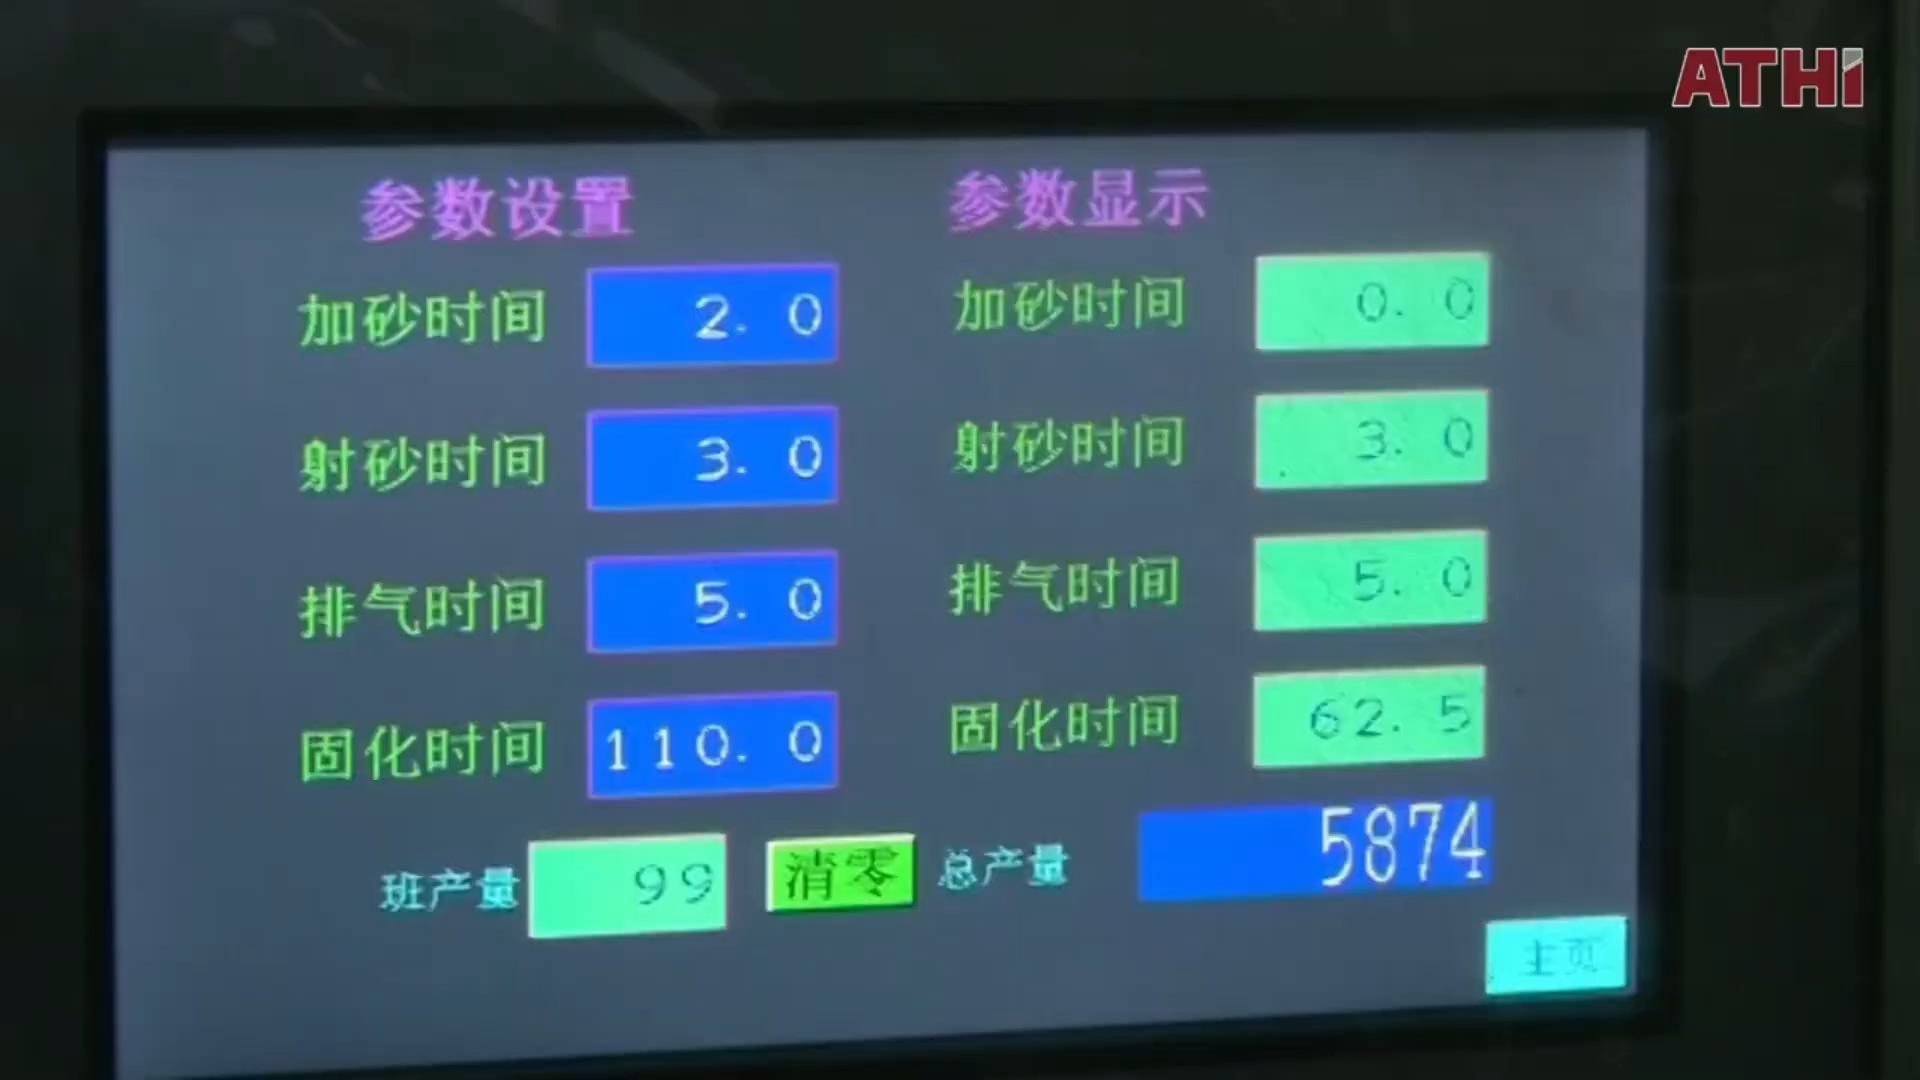 ATHi
参数设置 参数显示
加砂时间 2.0 加砂时间 0.0
射砂时间 3.0 射砂时间 3.0
排气时间 5.0 排气时间 5.0
固化时间 110.0 固化时间 62.5
班产量 99 清零 总产量 5874
主页